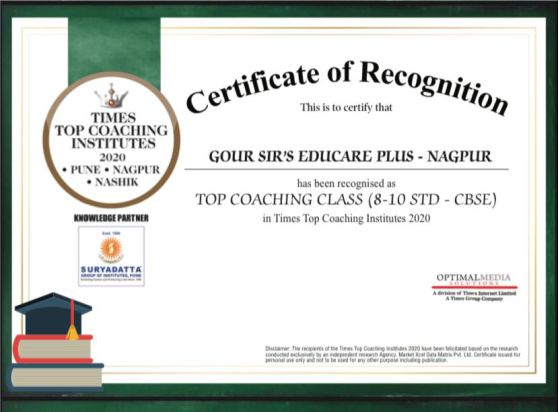 Certificate of Recognition
This is to certify that
GOUR SIR'S EDUCARE PLUS - NAGPUR
has been recognised as
TOP COACHING CLASS (8-10 STD - CBSE)
in Times Top Coaching Institutes 2020
TIMES
TOP COACHING
INSTITUTES
2020
• PUNE • NAGPUR
• NASHIK
KNOWLEDGE PARTNER
Estd. 1999
SURYADATTA
GROUP OF INSTITUTES, PUNE
OPTIMALMEDIA
SOLUTIONS
A division of Times Internet Limited
A Times Group Company
Disclaimer: The recipients of the Times Top Coaching Institutes 2020 have been felicitated based on the research
conducted exclusively by an independent research Agency, Market Xcel Data Matrix Pvt. Ltd. Certificate issued for
personal use only and not to be used for any other purpose including publication.